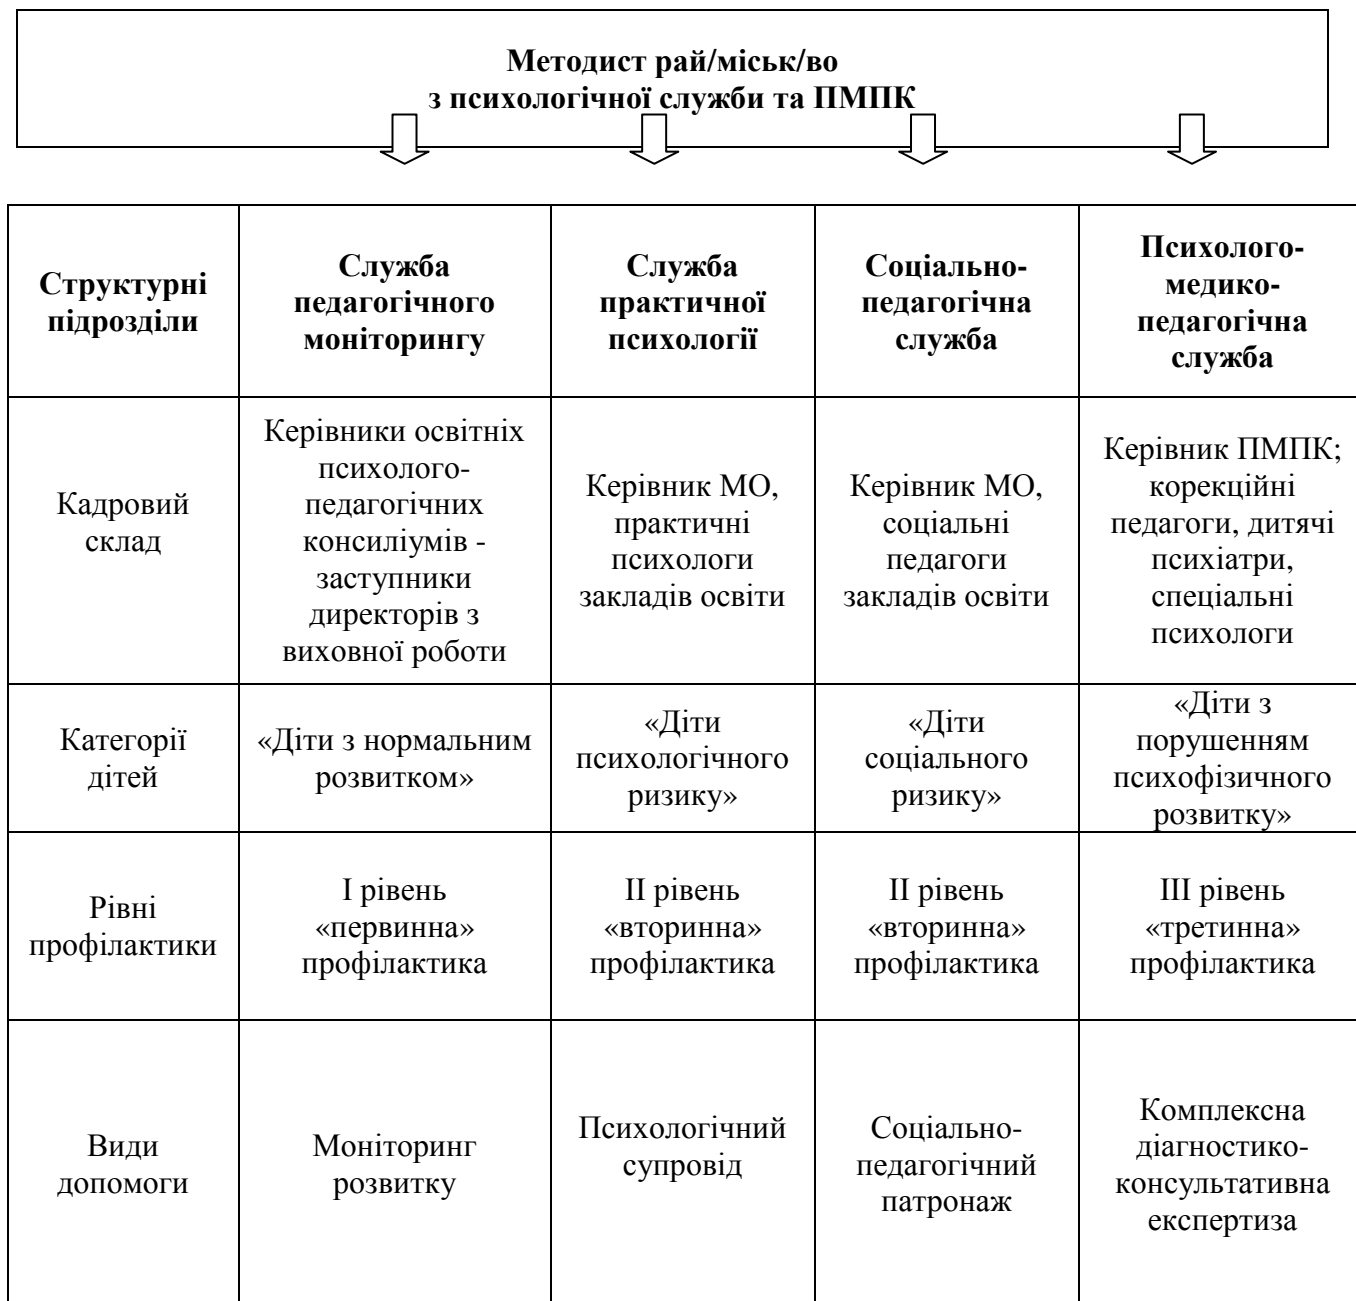 Методист рай/міськ/во
з психологічної служби та ПМПК
Структурні
підрозділи
Служба
педагогічного
моніторингу
Служба
практичної
психології
Соціально-
педагогічна
служба
Психолого-
медико-
педагогічна
служба
Кадровий
склад
Керівники освітніх
психолого-
педагогічних
консиліумів -
заступники
директорів з
виховної роботи
Керівник МО,
практичні
психологи
закладів освіти
Керівник МО,
соціальні
педагоги
закладів освіти
Керівник ПМПК;
корекційні
педагоги, дитячі
психіатри,
спеціальні
психологи
Категорії
дітей
«Діти з нормальним
розвитком»
«Діти
психологічного
ризику»
«Діти
соціального
ризику»
«Діти з
порушенням
психофізичного
розвитку»
Рівні
профілактики
І рівень
«первинна»
профілактика
ІІ рівень
«вторинна»
профілактика
ІІ рівень
«вторинна»
профілактика
ІІІ рівень
«третинна»
профілактика
Види
допомоги
Моніторинг
розвитку
Психологічний
супровід
Соціально-
педагогічний
патронаж
Комплексна
діагностико-
консультативна
експертиза